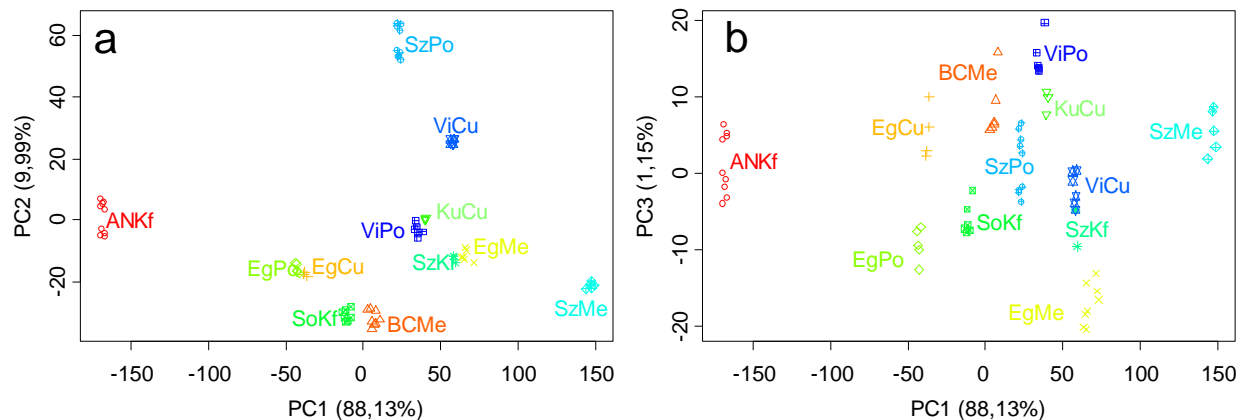 a
60
SzPo
40
ViCu
20
PC2 (9,99%)
KuCu
ANKf
0
ViPo
EgMe
SzKf
EgPo
EgCu
-20
SzMe
SoKf
BCMe
-150
-100
-50
0
50
100
150
PC1 (88,13%)
b
20
ViPo
BCMe
10
KuCu
EgCu
SzMe
PC3 (1,15%)
ANKf
0
SzPo
ViCu
SoKf
SzKf
-10
EgPo
EgMe
-20
-150
-100
-50
0
50
100
150
PC1 (88,13%)